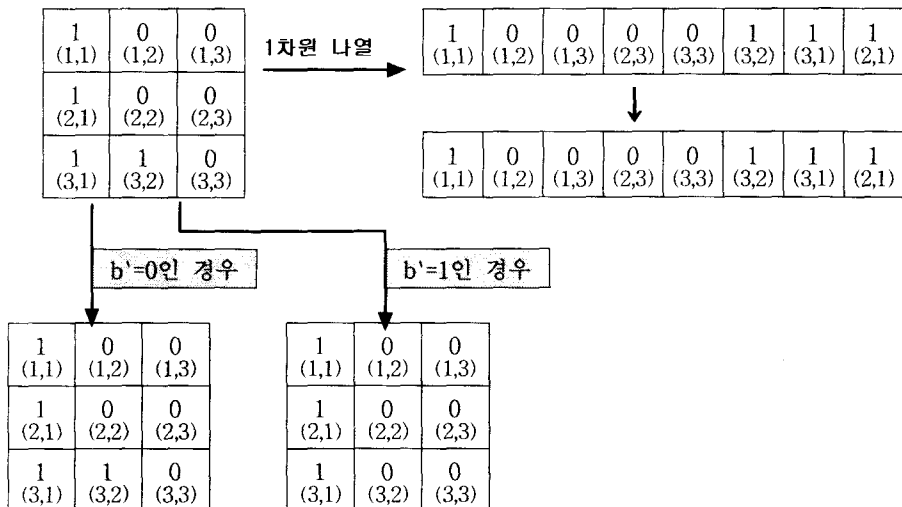 1 0 0
(1,1) (1,2) (1,3)
1 0 0
(2,1) (2,2) (2,3)
1 1 0
(3,1) (3,2) (3,3)
1차원 나열
1 0 0 0 0 1 1 1
(1,1) (1,2) (1,3) (2,3) (3,3) (3,2) (3,1) (2,1)
1 0 0 0 0 1 1 1
(1,1) (1,2) (1,3) (2,3) (3,3) (3,2) (3,1) (2,1)
b'=0인 경우
b'=1인 경우
1 0 0
(1,1) (1,2) (1,3)
1 0 0
(2,1) (2,2) (2,3)
1 1 0
(3,1) (3,2) (3,3)
1 0 0
(1,1) (1,2) (1,3)
1 0 0
(2,1) (2,2) (2,3)
1 0 0
(3,1) (3,2) (3,3)